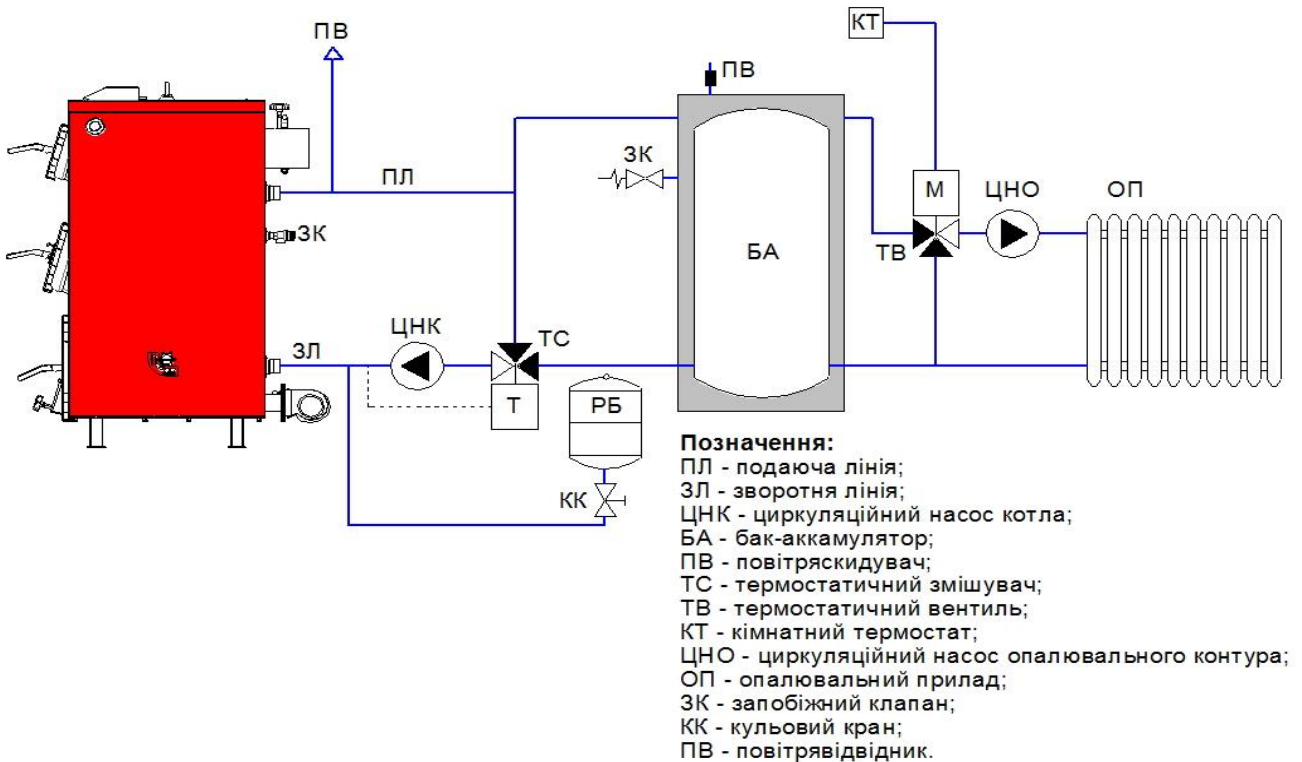 ПВ
КТ
ПВ
ЗК
ПЛ
М
ЦНО
ОП
ЗК
ТВ
БА
ЦНК
ТС
ЗЛ
Т
РБ
КК
Позначення:
ПЛ - подаюча лінія;
ЗЛ - зворотня лінія;
ЦНК - циркуляційний насос котла;
БА - бак-аккамулятор;
ПВ - повітряскидувач;
ТС - термостатичний змішувач;
ТВ - термостатичний вентиль;
КТ - кімнатний термостат;
ЦНО - циркуляційний насос опалювального контура;
ОП - опалювальний прилад;
ЗК - запобіжний клапан;
КК - кульовий кран;
ПВ - повітрявідвідник.